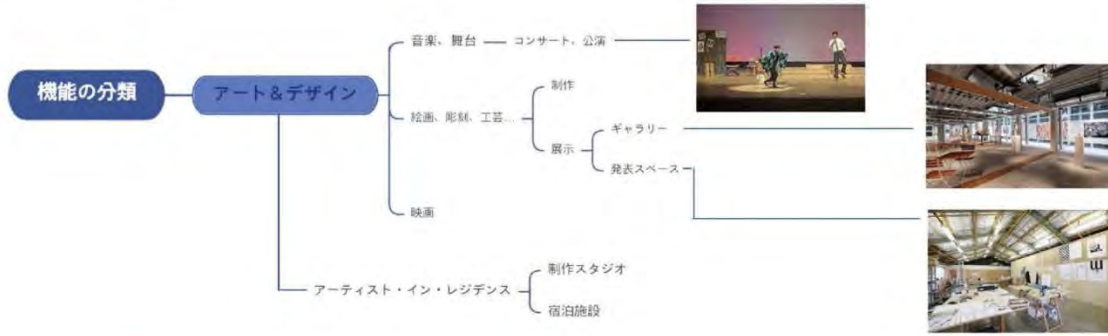 機能の分類
アート＆デザイン
音楽、舞台
コンサート、公演
絵画、彫刻、工芸...
制作
展示
ギャラリー
発表スペース
映画
アーティスト・イン・レジデンス
制作スタジオ
宿泊施設